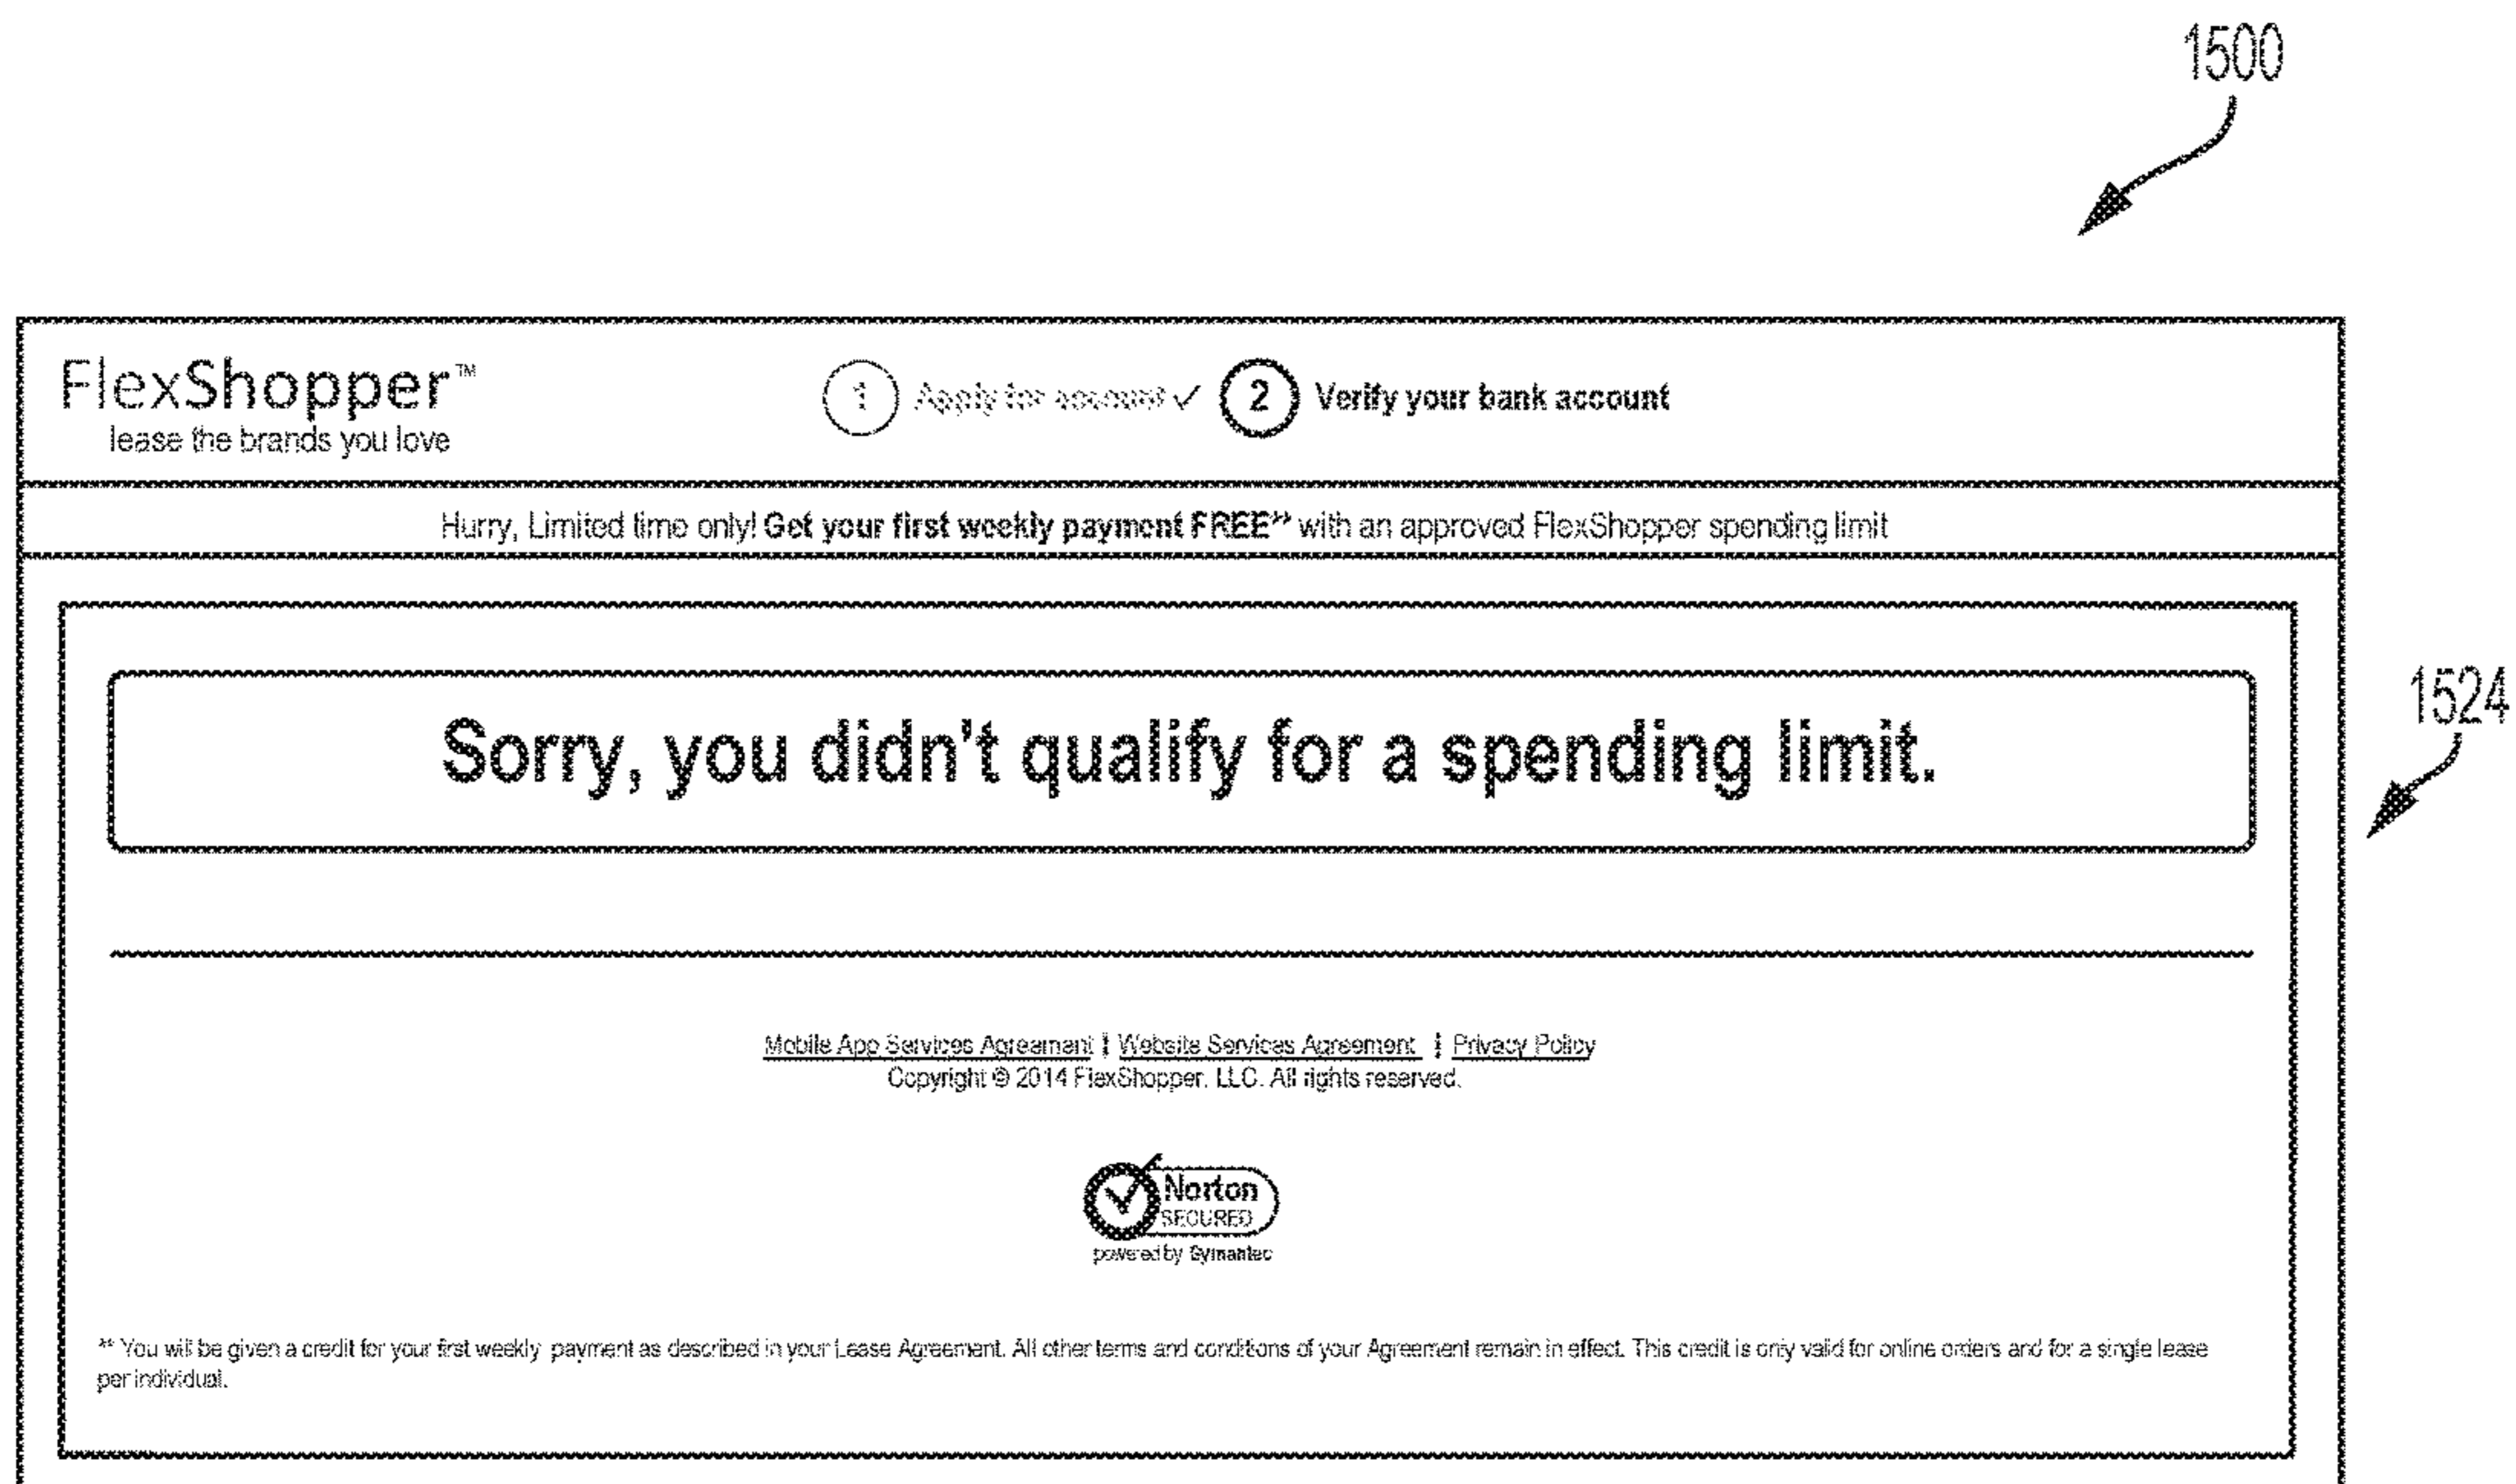 1500
FlexShopper™
lease the brands you love
1 Apply for account ✓ 2 Verify your bank account
Hurry, Limited time only! Get your first weekly payment FREE** with an approved FlexShopper spending limit
Sorry, you didn't qualify for a spending limit.
1524
Mobile App Services Agreement | Website Services Agreement | Privacy Policy
Copyright © 2014 FlexShopper, LLC. All rights reserved.
Norton
SECURED
powered by Symantec
** You will be given a credit for your first weekly payment as described in your Lease Agreement. All other terms and conditions of your Agreement remain in effect. This credit is only valid for online orders and for a single lease
per individual.